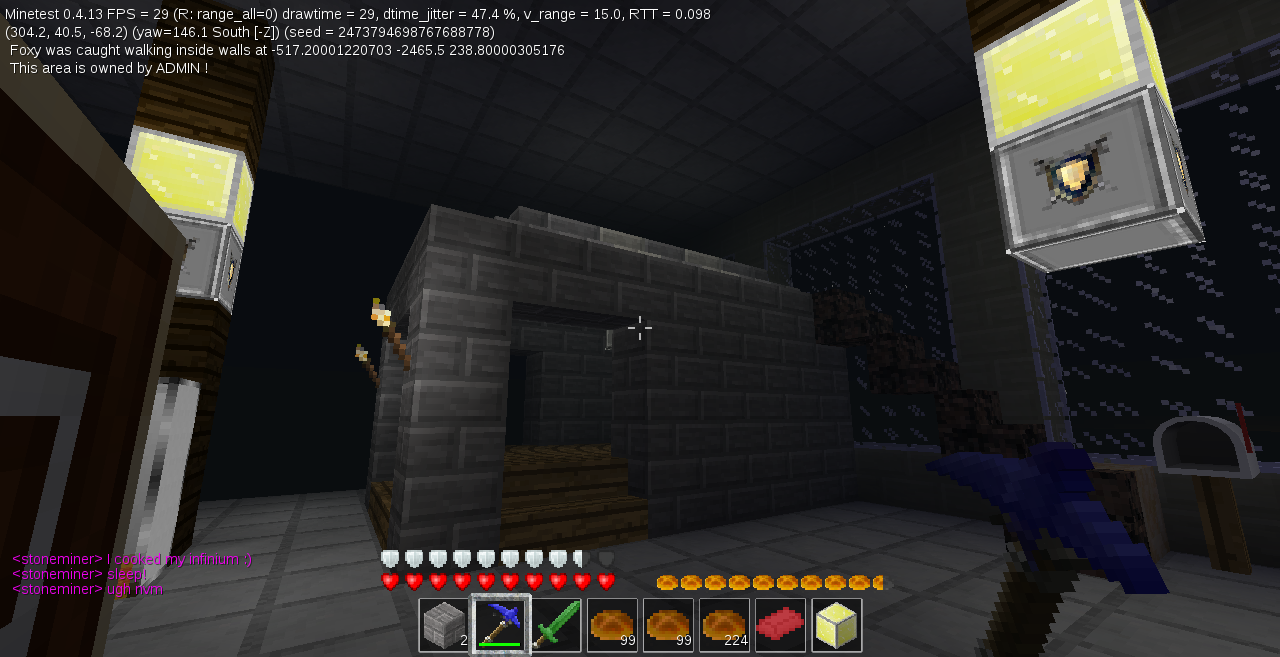 Minetest 0.4.13 FPS = 29 (R: range_all=0) drawtime = 29, dtime_jitter = 47.4 %, v_range = 15.0, RTT = 0.098
(304.2, 40.5, -68.2) (yaw=146.1 South [-Z]) (seed = 2473794698767688778)
Foxy was caught walking inside walls at -517.20001220703 -2465.5 238.80000305176
This area is owned by ADMIN !
<stoneminer> I cooked my infinium :)
<stoneminer> sleep!
<stoneminer> ugh nvm
2
99
99
224